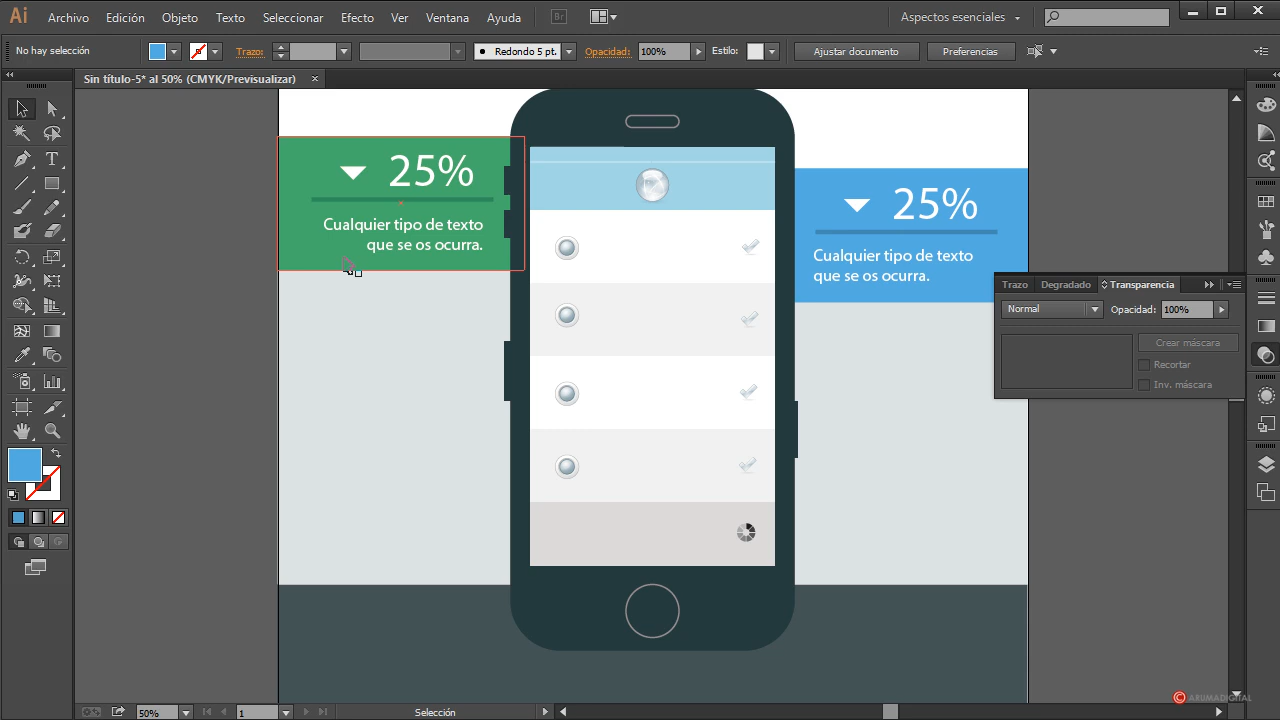 Ai
Archivo Edición Objeto Texto Seleccionar Efecto Ver Ventana Ayuda Br Aspectos esenciales
No hay selección Trazo: Redondo 5 pt. Opacidad: 100% Estilo: Ajustar documento Preferencias
Sin título-5* al 50% (CMYK/Previsualizar) ×
25%
Cualquier tipo de texto
que se os ocurra.
25%
Cualquier tipo de texto
que se os ocurra.
Trazo Degradado Transparencia
Normal Opacidad: 100%
Crear máscara
Recortar
Inv. máscara
© ARUMADIGITAL
50% 1 Selección